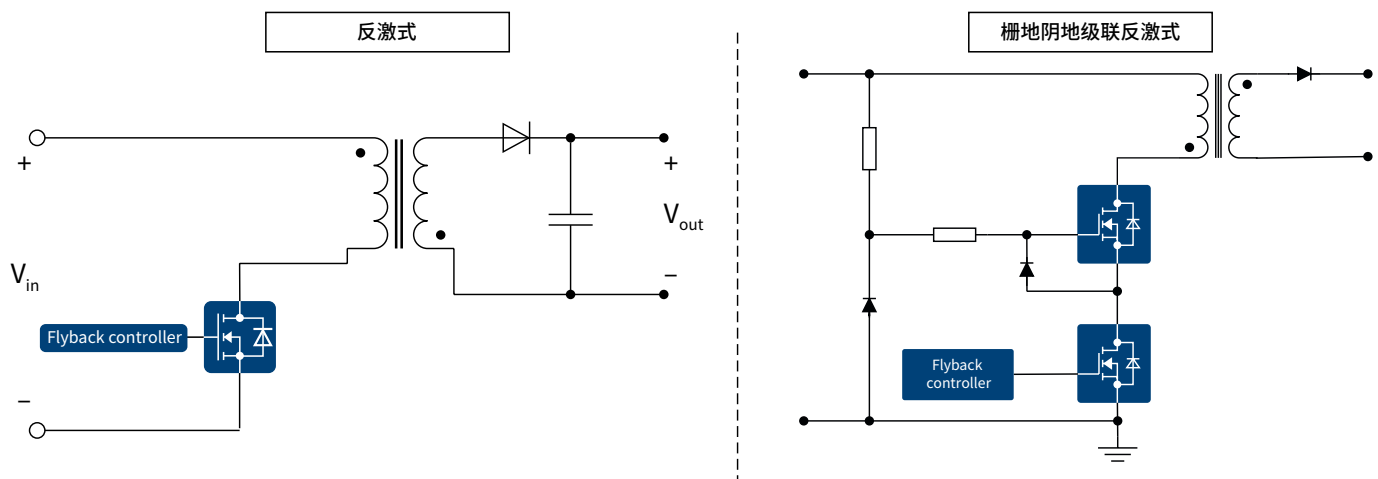 反激式
栅地阴地级联反激式
+
+
V_out
V_in
Flyback controller
−
−
Flyback
controller